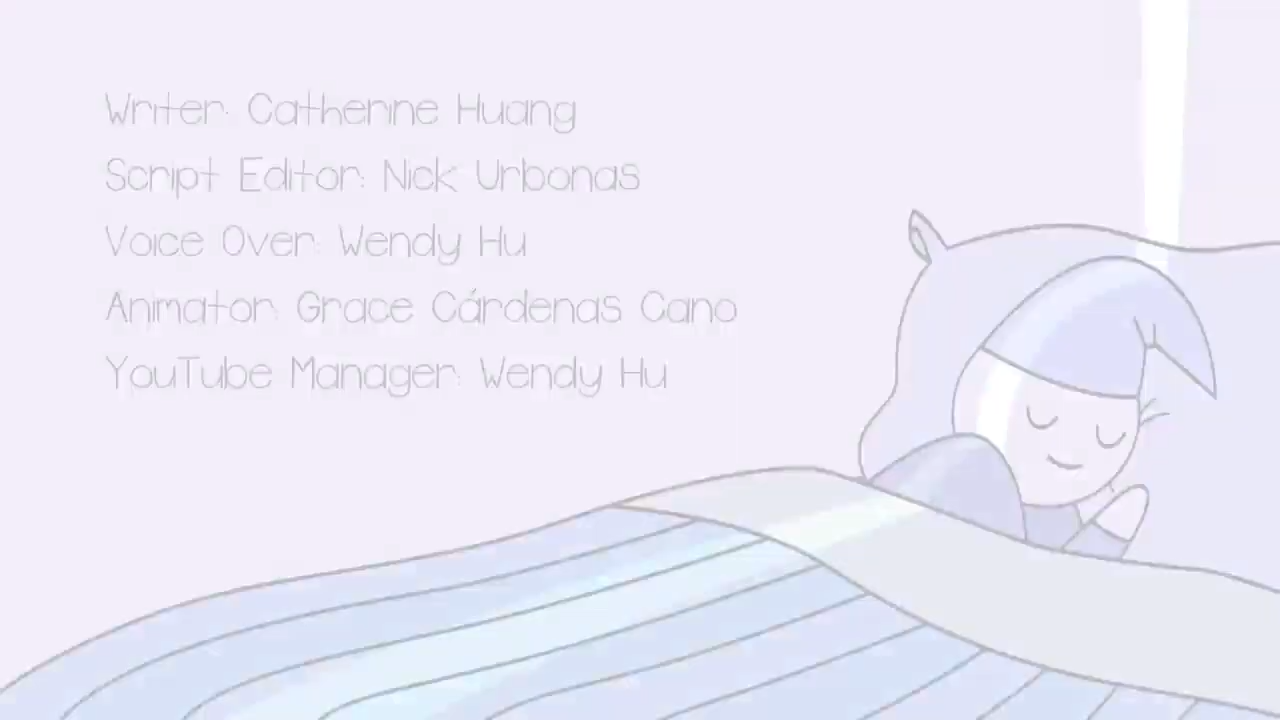 Writer: Catherine Huang
Script Editor: Nick Urbonas
Voice Over: Wendy Hu
Animator: Grace Cárdenas Cano
YouTube Manager: Wendy Hu